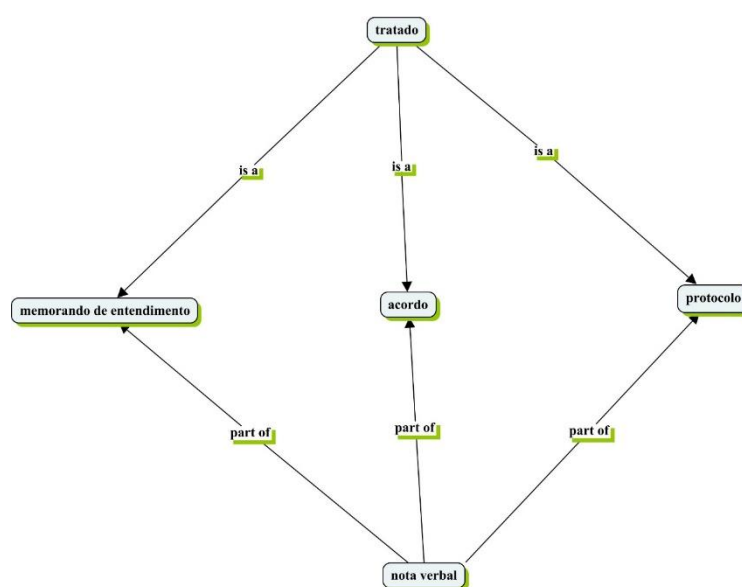 tratado
is a
is a
is a
memorando de entendimento
acordo
protocolo
part of
part of
part of
nota verbal